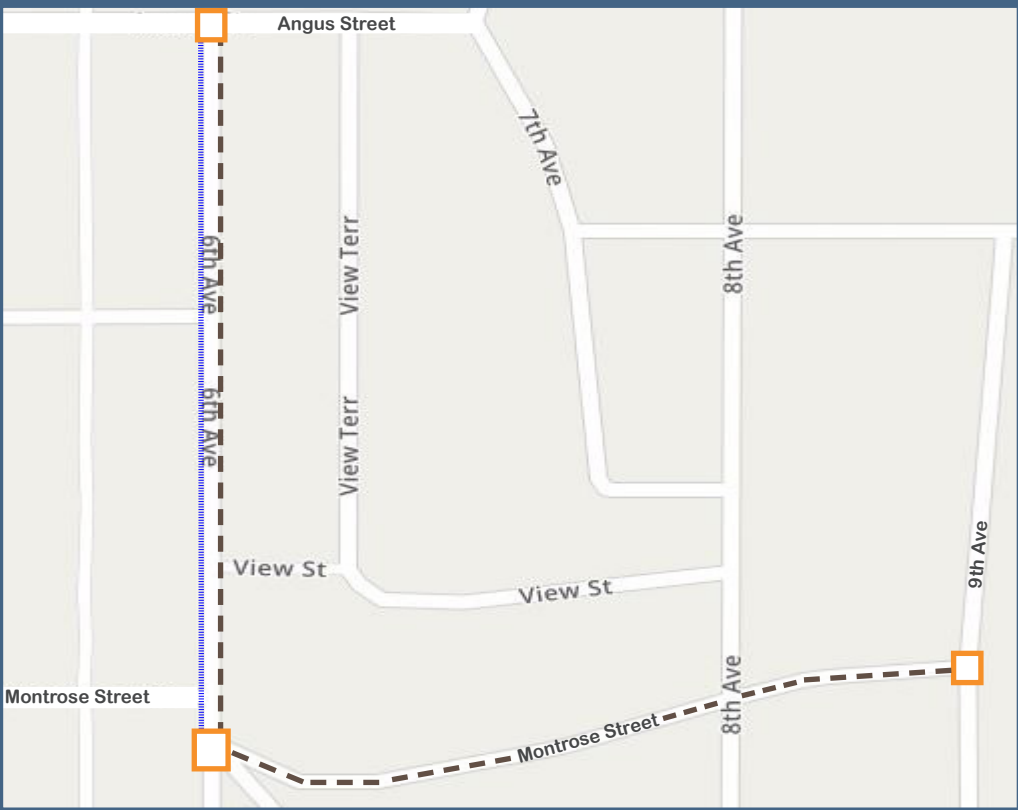 Angus Street
7th Ave
8th Ave
6th Ave
View Terr
6th Ave
View Terr
9th Ave
View St
View St
Montrose Street
8th Ave
Montrose Street